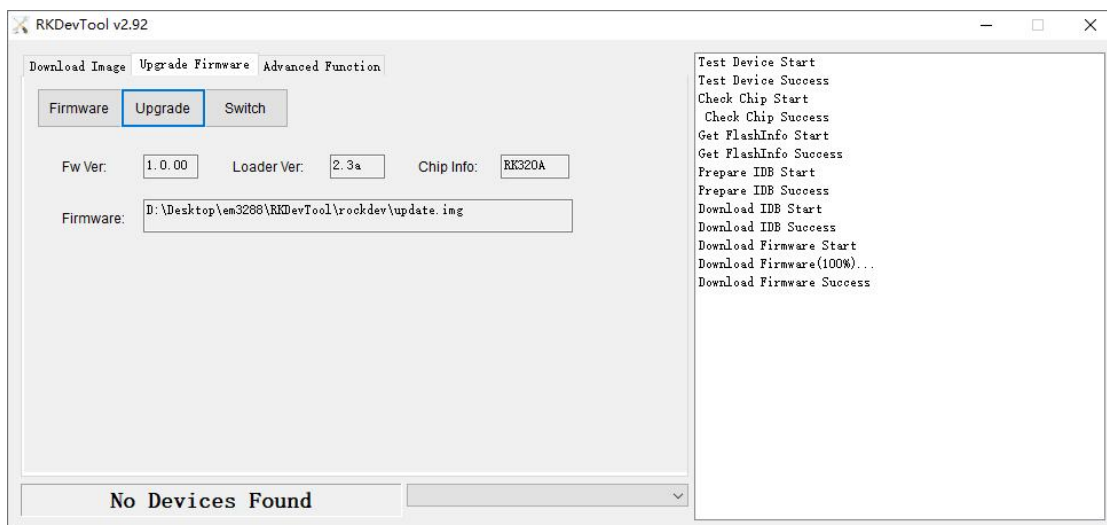 RKDevTool v2.92
Download Image Upgrade Firmware Advanced Function
Firmware Upgrade Switch
Fw Ver: 1.0.00 Loader Ver: 2.3a Chip Info: RK320A
Firmware: D:\Desktop\em3288\RKDevTool\rockdev\update.img
No Devices Found
Test Device Start
Test Device Success
Check Chip Start
Check Chip Success
Get FlashInfo Start
Get FlashInfo Success
Prepare IDB Start
Prepare IDB Success
Download IDB Start
Download IDB Success
Download Firmware Start
Download Firmware(100%)...
Download Firmware Success